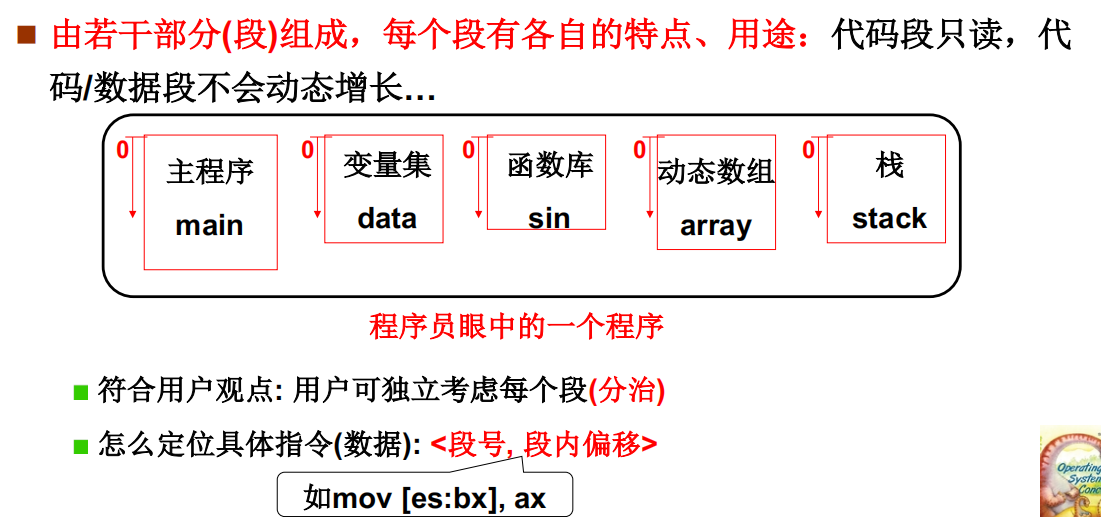 由若干部分(段)组成，每个段有各自的特点、用途：代码段只读，代
码/数据段不会动态增长…
0 0 0 0 0
主程序 变量集 函数库 动态数组 栈
main data sin array stack
程序员眼中的一个程序
符合用户观点: 用户可独立考虑每个段(分治)
怎么定位具体指令(数据): <段号, 段内偏移>
如mov [es:bx], ax
Operating
System
Conc